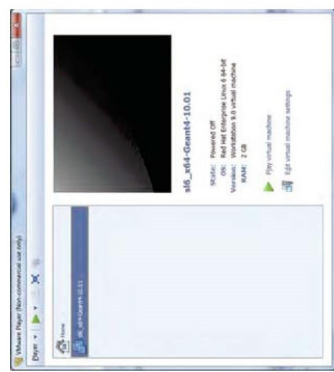 VMware Player (Non-commercial use only)
Player
Home
sl6_x64-Geant4-10.01
sl6_x64-Geant4-10.01
State: Powered Off
OS: Red Hat Enterprise Linux 6 64-bit
Version: Workstation 9.0 virtual machine
RAM: 2 GB
Play virtual machine
Edit virtual machine settings